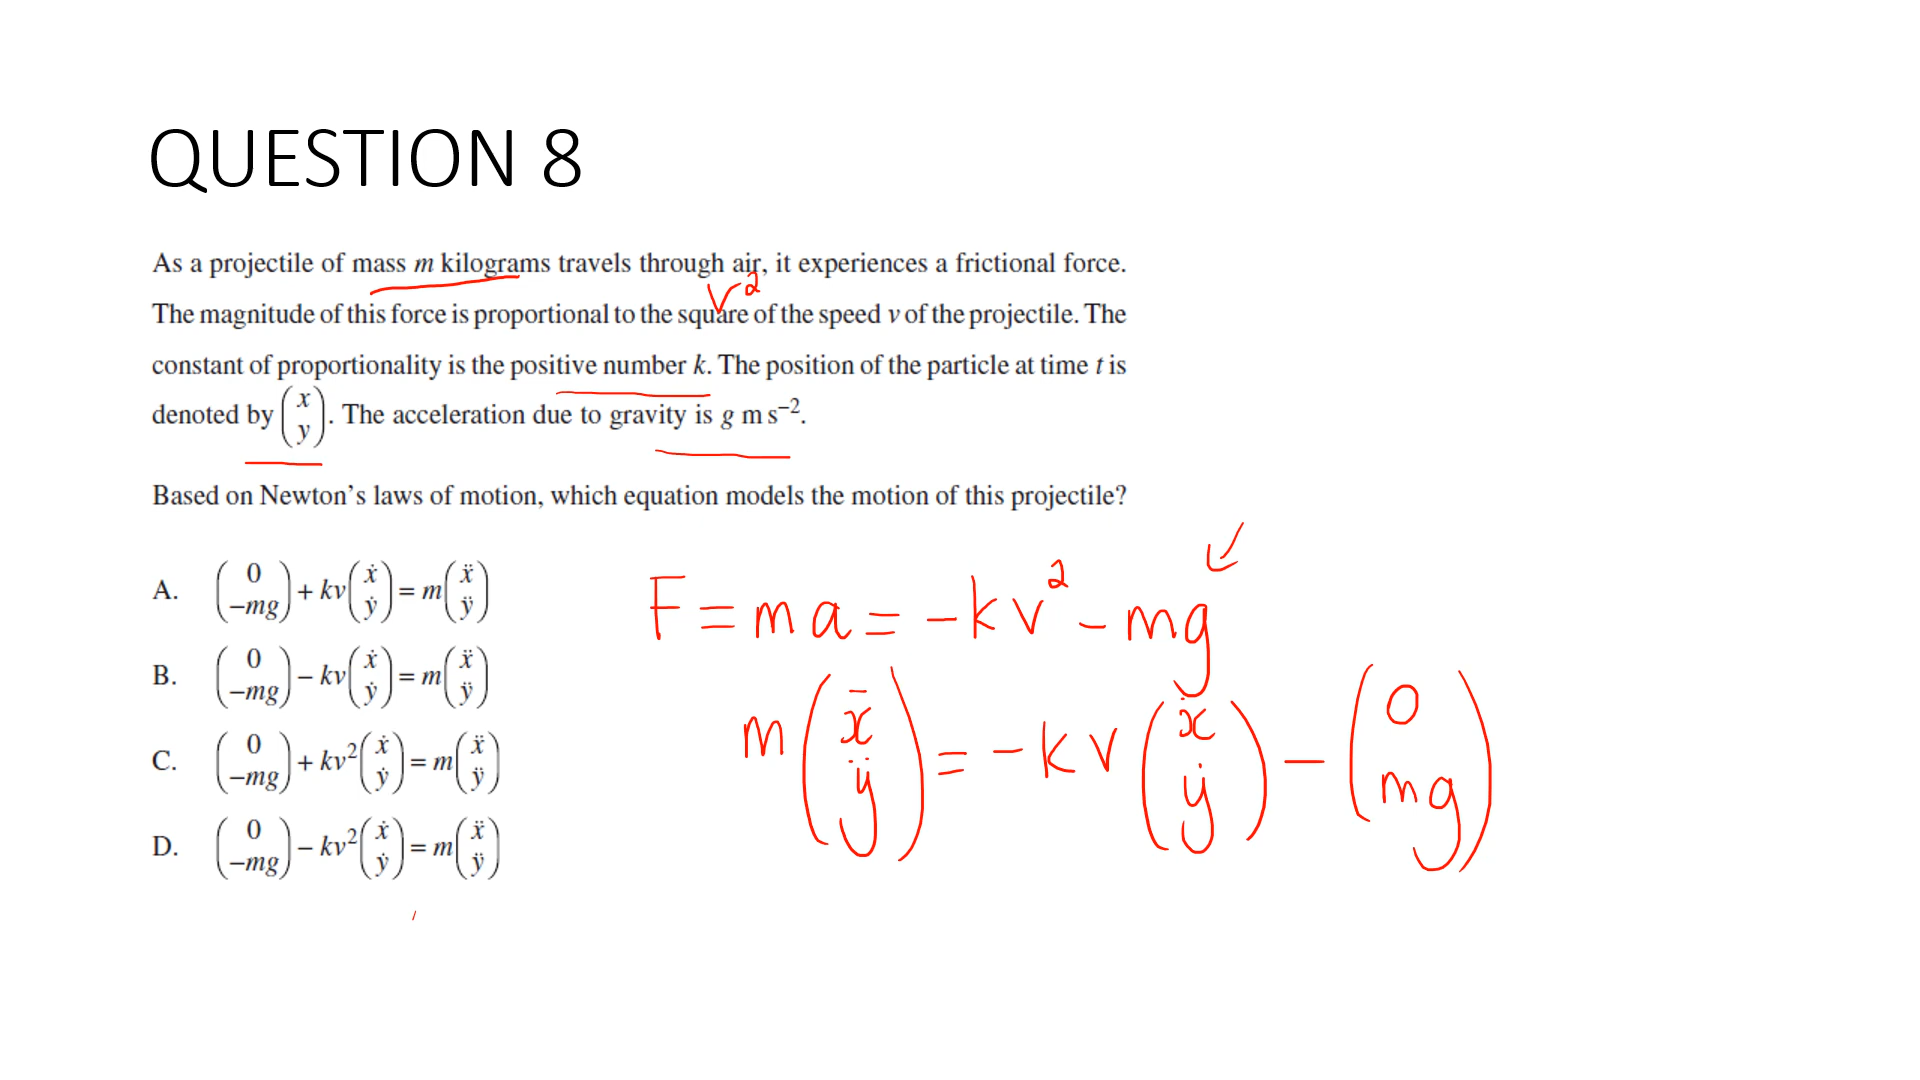 QUESTION 8
As a projectile of mass m kilograms travels through air, it experiences a frictional force.
v²
The magnitude of this force is proportional to the square of the speed v of the projectile. The
constant of proportionality is the positive number k. The position of the particle at time t is
denoted by (x y). The acceleration due to gravity is g m s⁻².
Based on Newton’s laws of motion, which equation models the motion of this projectile?
A. (0 −mg) + kv(ẋ ẏ) = m(ẍ ÿ)
B. (0 −mg) − kv(ẋ ẏ) = m(ẍ ÿ)
C. (0 −mg) + kv²(ẋ ẏ) = m(ẍ ÿ)
D. (0 −mg) − kv²(ẋ ẏ) = m(ẍ ÿ)
F = ma = −kv² − mg
m(ẍ ÿ) = −kv(ẋ ẏ) − (0 mg)